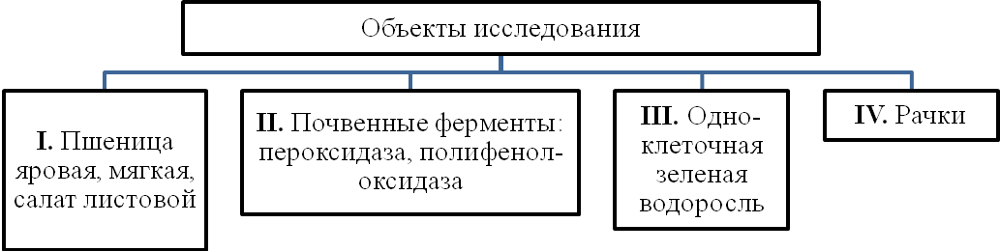 Объекты исследования
I. Пшеница
яровая, мягкая,
салат листовой
II. Почвенные ферменты:
пероксидаза, полифенол-
оксидаза
III. Одно-
клеточная
зеленая
водоросль
IV. Рачки